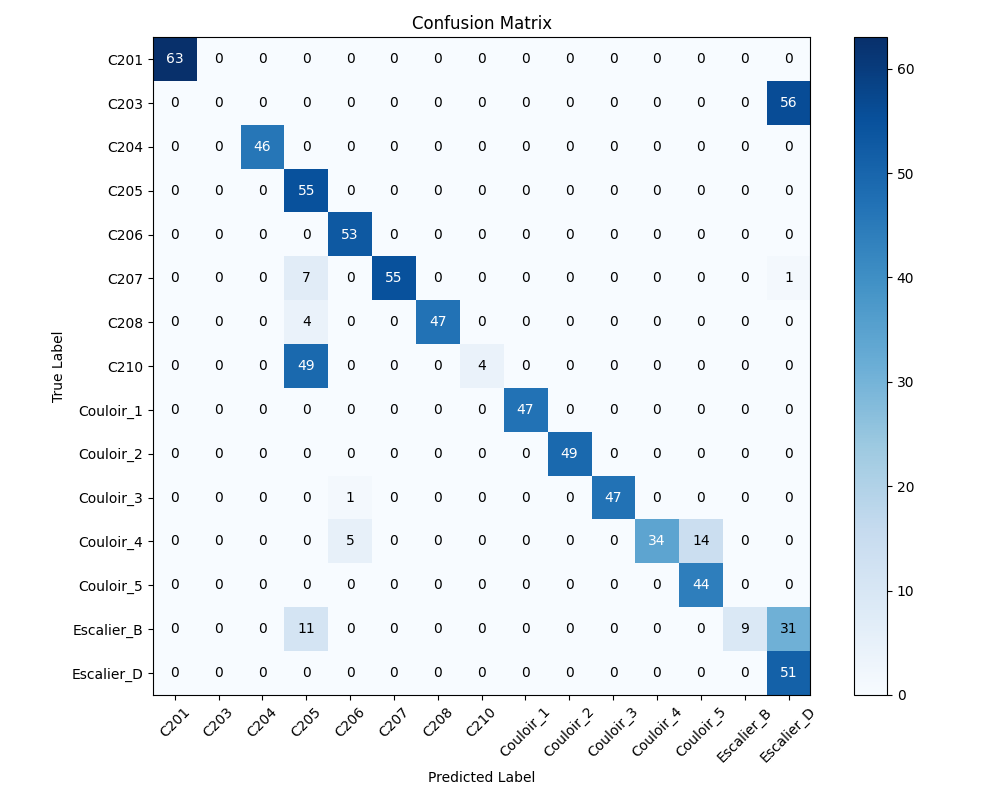 Confusion Matrix
C201 63 0 0 0 0 0 0 0 0 0 0 0 0 0 0
C203 0 0 0 0 0 0 0 0 0 0 0 0 0 0 56
C204 0 0 46 0 0 0 0 0 0 0 0 0 0 0 0
C205 0 0 0 55 0 0 0 0 0 0 0 0 0 0 0
C206 0 0 0 0 53 0 0 0 0 0 0 0 0 0 0
C207 0 0 0 7 0 55 0 0 0 0 0 0 0 0 1
C208 0 0 0 4 0 0 47 0 0 0 0 0 0 0 0
C210 0 0 0 49 0 0 0 4 0 0 0 0 0 0 0
Couloir_1 0 0 0 0 0 0 0 0 47 0 0 0 0 0 0
Couloir_2 0 0 0 0 0 0 0 0 0 49 0 0 0 0 0
Couloir_3 0 0 0 0 1 0 0 0 0 0 47 0 0 0 0
Couloir_4 0 0 0 0 5 0 0 0 0 0 0 34 14 0 0
Couloir_5 0 0 0 0 0 0 0 0 0 0 0 0 44 0 0
Escalier_B 0 0 0 11 0 0 0 0 0 0 0 0 0 9 31
Escalier_D 0 0 0 0 0 0 0 0 0 0 0 0 0 0 51
C201 C203 C204 C205 C206 C207 C208 C210 Couloir_1 Couloir_2 Couloir_3 Couloir_4 Couloir_5 Escalier_B Escalier_D
Predicted Label
True Label
60
50
40
30
20
10
0